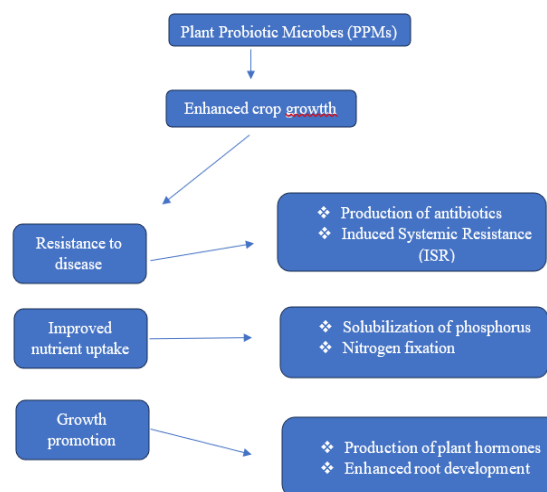 Plant Probiotic Microbes (PPMs)
Enhanced crop growtth
Resistance to
disease
❖ Production of antibiotics
❖ Induced Systemic Resistance
(ISR)
Improved
nutrient uptake
❖ Solubilization of phosphorus
❖ Nitrogen fixation
Growth
promotion
❖ Production of plant hormones
❖ Enhanced root development